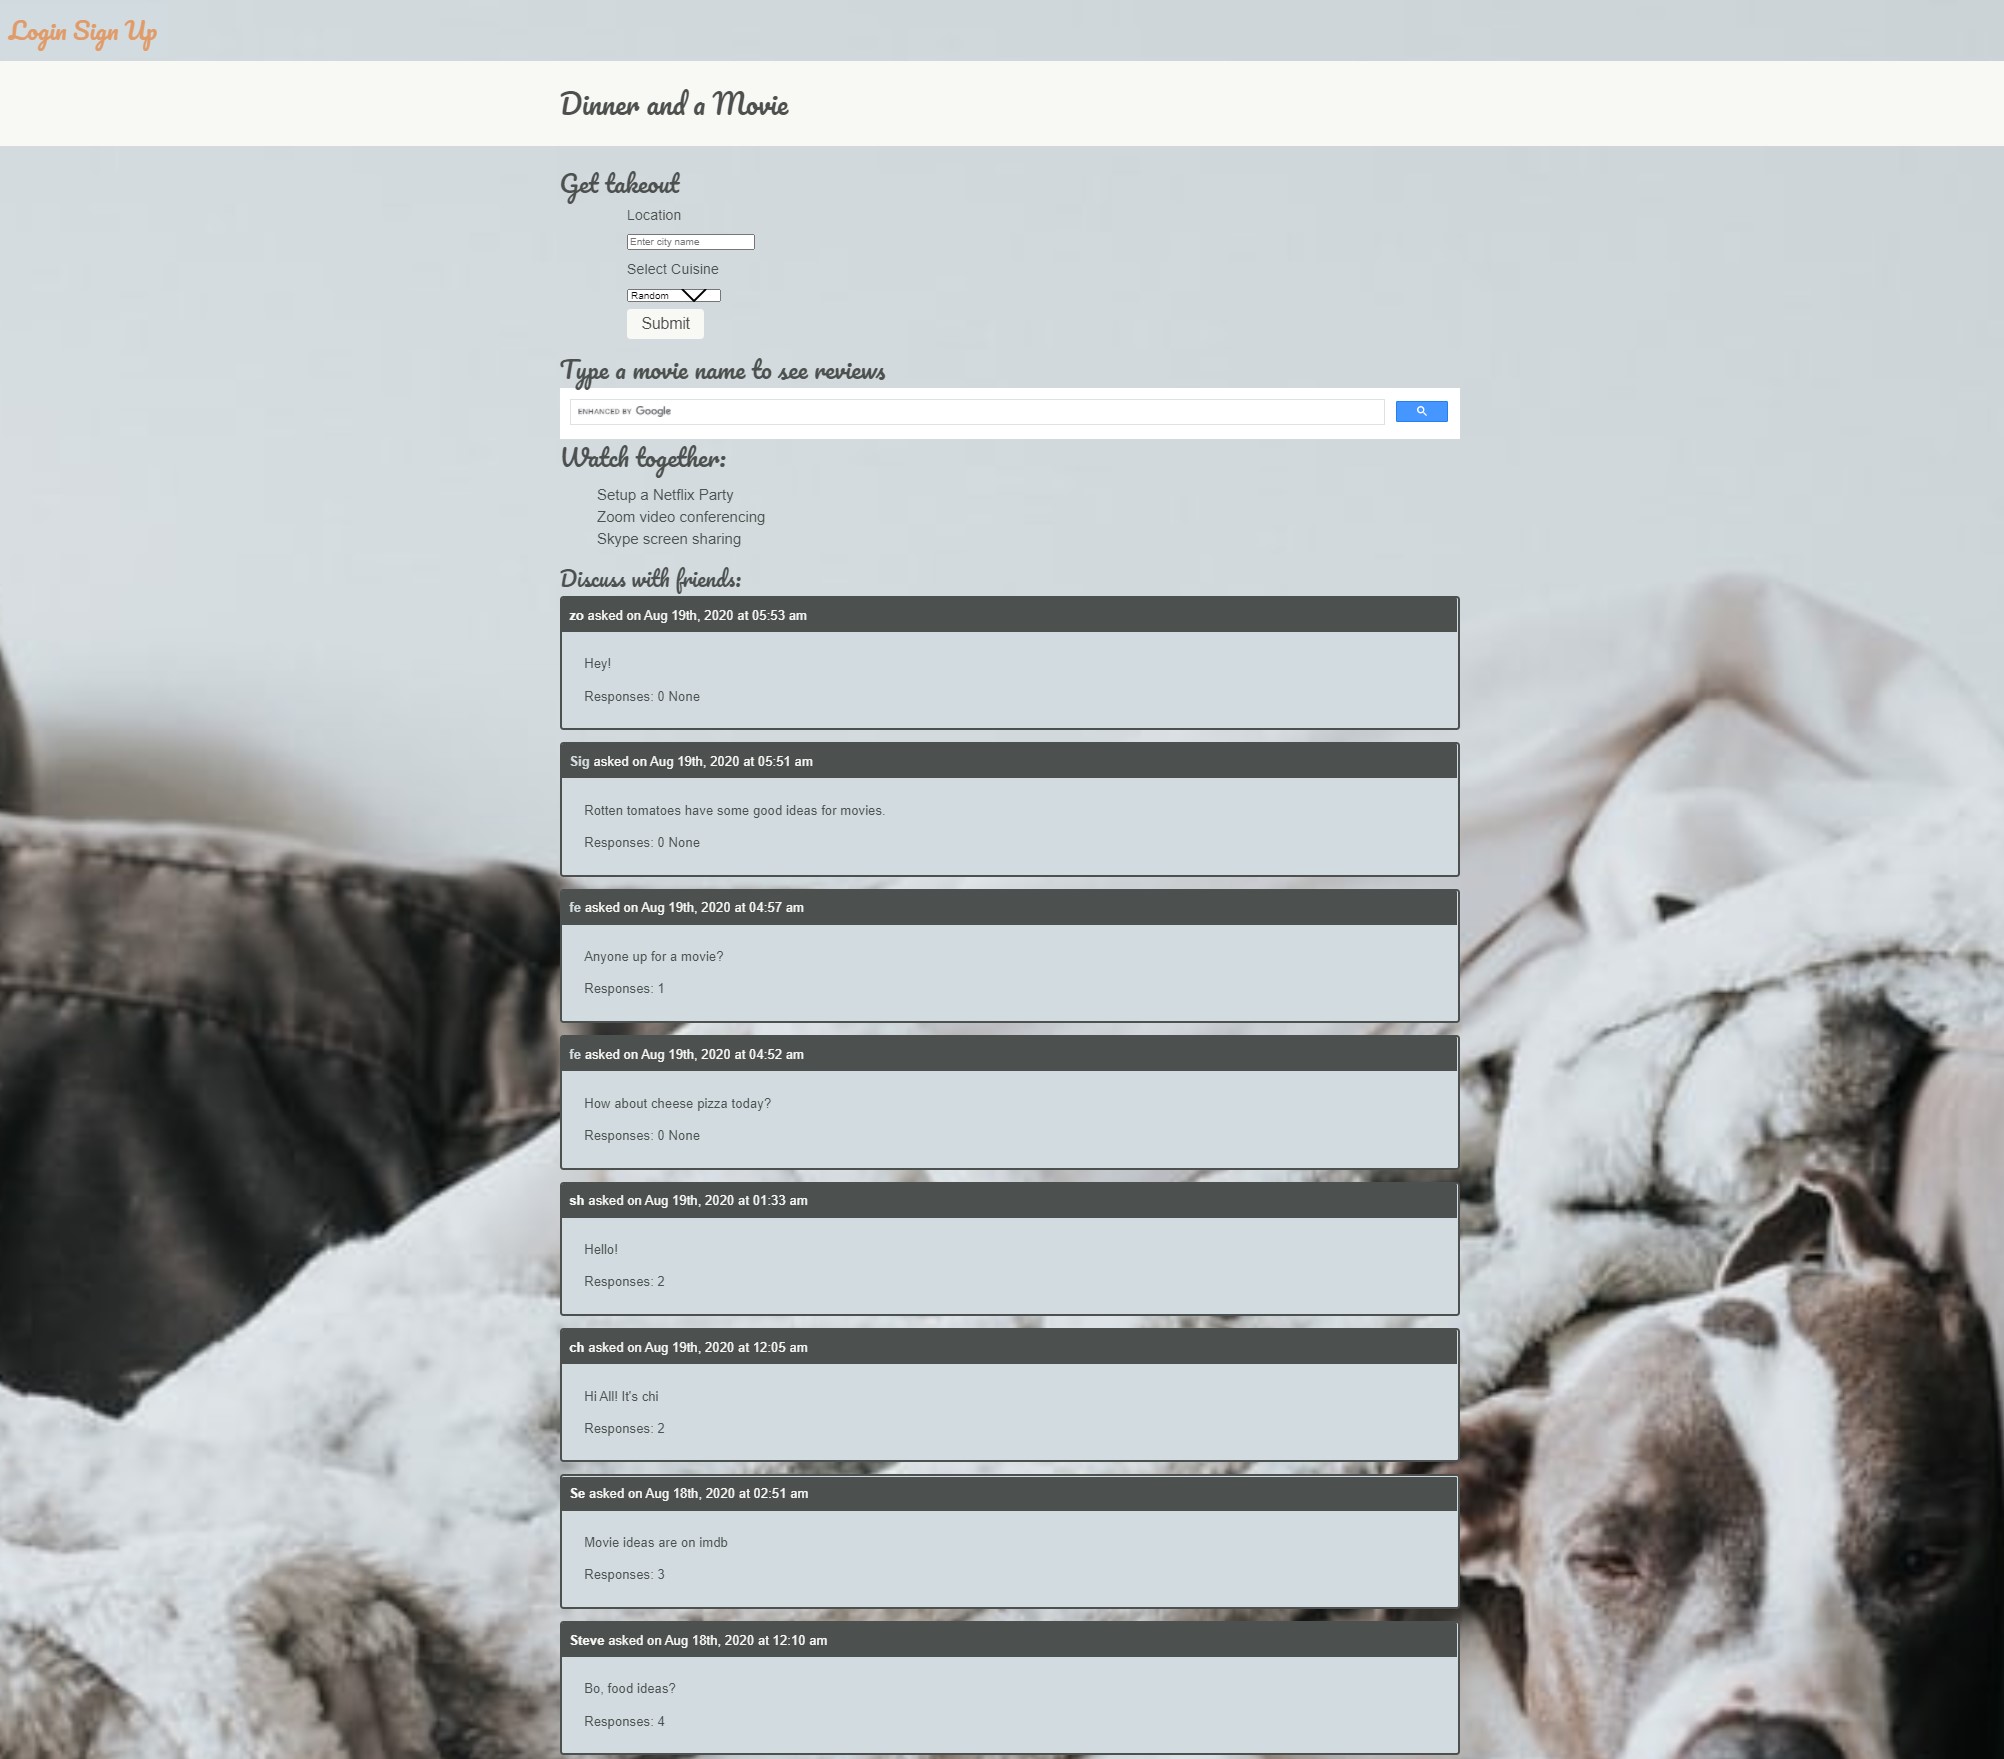 Login Sign Up
Dinner and a Movie
Get takeout
Location
Enter city name
Select Cuisine
Random
Submit
Type a movie name to see reviews
ENHANCED BY Google
Watch together:
Setup a Netflix Party
Zoom video conferencing
Skype screen sharing
Discuss with friends:
zo asked on Aug 19th, 2020 at 05:53 am
Hey!
Responses: 0 None
Sig asked on Aug 19th, 2020 at 05:51 am
Rotten tomatoes have some good ideas for movies.
Responses: 0 None
fe asked on Aug 19th, 2020 at 04:57 am
Anyone up for a movie?
Responses: 1
fe asked on Aug 19th, 2020 at 04:52 am
How about cheese pizza today?
Responses: 0 None
sh asked on Aug 19th, 2020 at 01:33 am
Hello!
Responses: 2
ch asked on Aug 19th, 2020 at 12:05 am
Hi All! It's chi
Responses: 2
Se asked on Aug 18th, 2020 at 02:51 am
Movie ideas are on imdb
Responses: 3
Steve asked on Aug 18th, 2020 at 12:10 am
Bo, food ideas?
Responses: 4